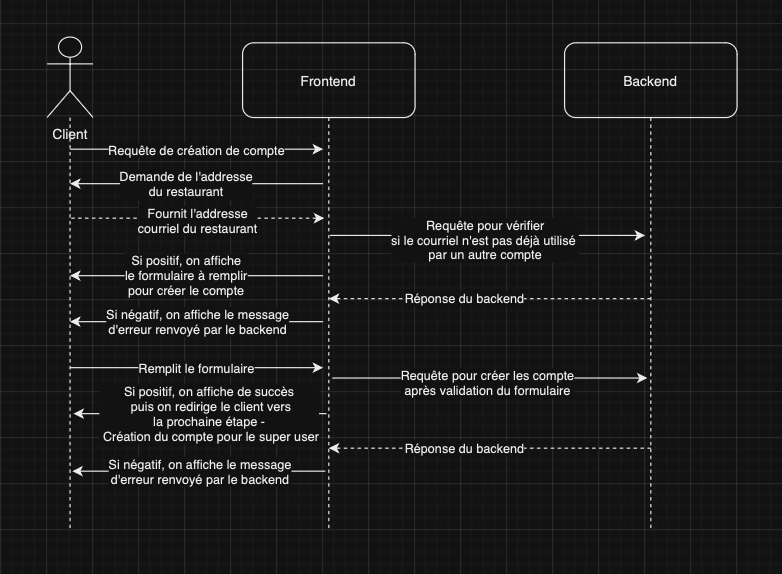 Frontend
Backend
Client
Requête de création de compte
Demande de l'addresse
du restaurant
Fournit l'addresse
courriel du restaurant
Requête pour vérifier
si le courriel n'est pas déjà utilisé
par un autre compte
Si positif, on affiche
le formulaire à remplir
pour créer le compte
Réponse du backend
Si négatif, on affiche le message
d'erreur renvoyé par le backend
Remplit le formulaire
Requête pour créer les compte
après validation du formulaire
Si positif, on affiche de succès
puis on redirige le client vers
la prochaine étape -
Création du compte pour le super user
Réponse du backend
Si négatif, on affiche le message
d'erreur renvoyé par le backend